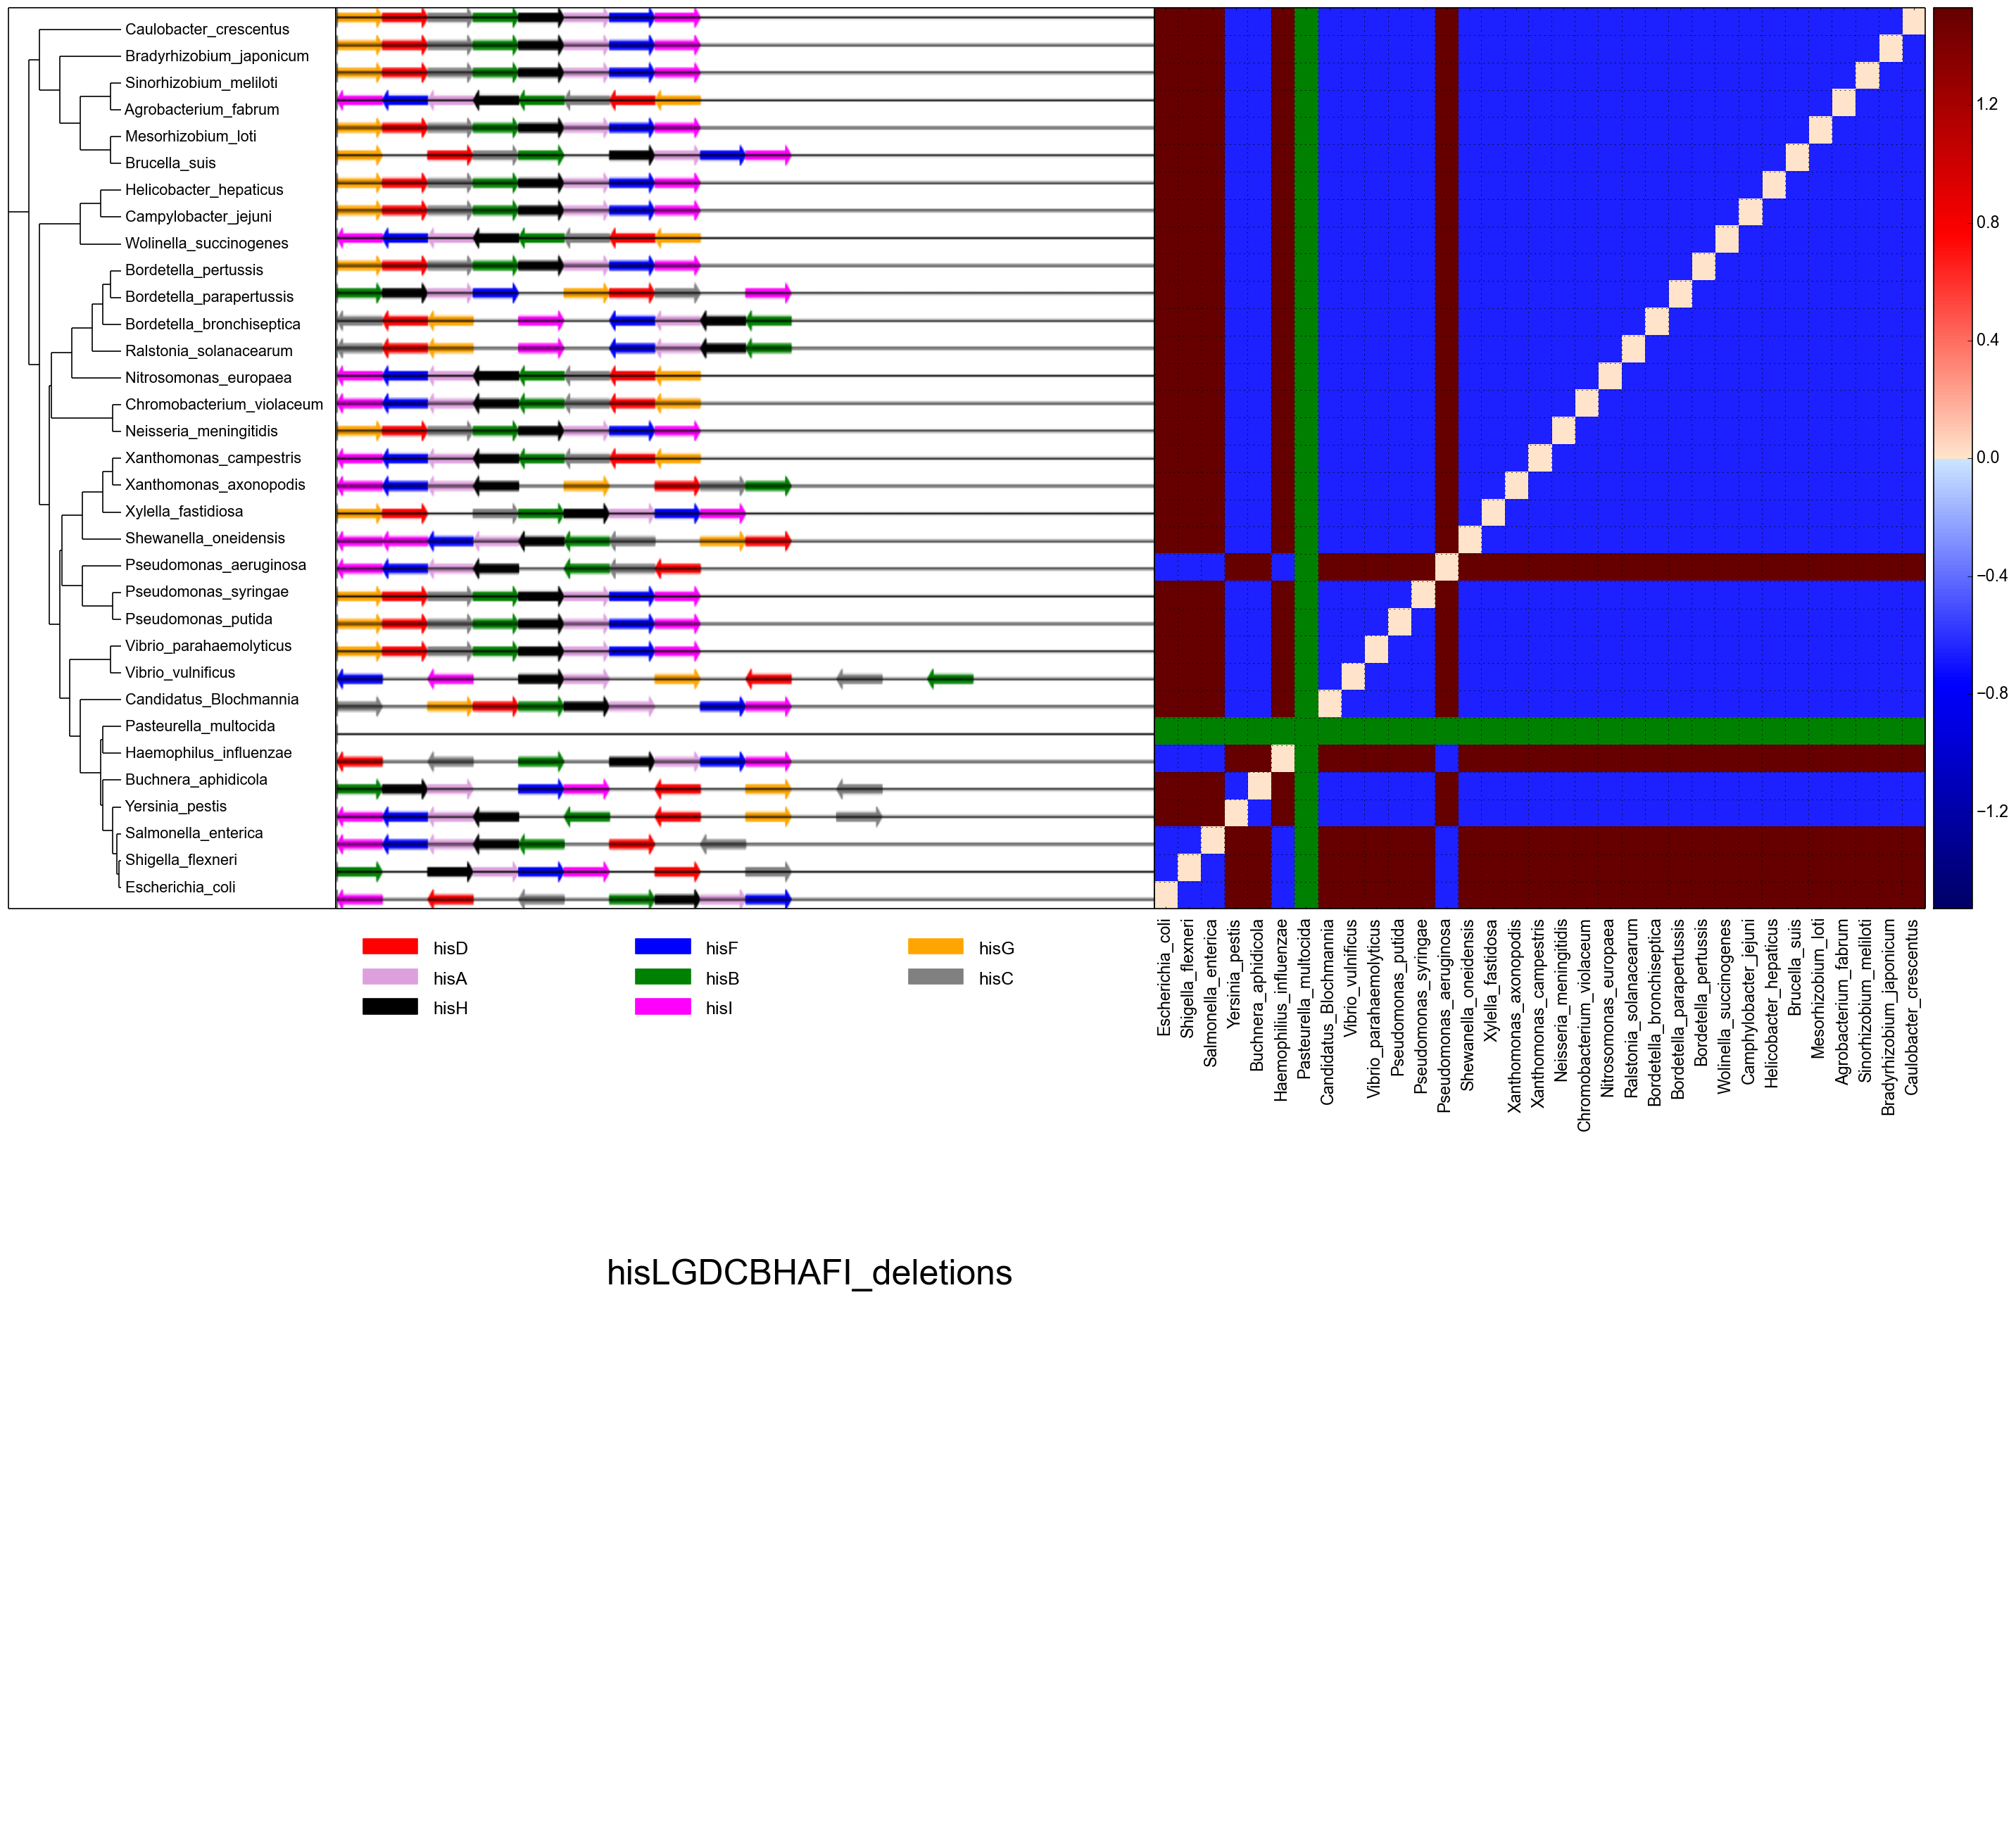 Caulobacter_crescentus
Bradyrhizobium_japonicum
Sinorhizobium_meliloti
Agrobacterium_fabrum
Mesorhizobium_loti
Brucella_suis
Helicobacter_hepaticus
Campylobacter_jejuni
Wolinella_succinogenes
Bordetella_pertussis
Bordetella_parapertussis
Bordetella_bronchiseptica
Ralstonia_solanacearum
Nitrosomonas_europaea
Chromobacterium_violaceum
Neisseria_meningitidis
Xanthomonas_campestris
Xanthomonas_axonopodis
Xylella_fastidiosa
Shewanella_oneidensis
Pseudomonas_aeruginosa
Pseudomonas_syringae
Pseudomonas_putida
Vibrio_parahaemolyticus
Vibrio_vulnificus
Candidatus_Blochmannia
Pasteurella_multocida
Haemophilus_influenzae
Buchnera_aphidicola
Yersinia_pestis
Salmonella_enterica
Shigella_flexneri
Escherichia_coli
1.2
0.8
0.4
0.0
−0.4
−0.8
−1.2
Escherichia_coli
Shigella_flexneri
Salmonella_enterica
Yersinia_pestis
Buchnera_aphidicola
Haemophilus_influenzae
Pasteurella_multocida
Candidatus_Blochmannia
Vibrio_vulnificus
Vibrio_parahaemolyticus
Pseudomonas_putida
Pseudomonas_syringae
Pseudomonas_aeruginosa
Shewanella_oneidensis
Xylella_fastidiosa
Xanthomonas_axonopodis
Xanthomonas_campestris
Neisseria_meningitidis
Chromobacterium_violaceum
Nitrosomonas_europaea
Ralstonia_solanacearum
Bordetella_bronchiseptica
Bordetella_parapertussis
Bordetella_pertussis
Wolinella_succinogenes
Camphylobacter_jejuni
Helicobacter_hepaticus
Brucella_suis
Mesorhizobium_loti
Agrobacterium_fabrum
Sinorhizobium_meliloti
Bradyrhizobium_japonicum
Caulobacter_crescentus
hisD hisF hisG
hisA hisB hisC
hisH hisI
hisLGDCBHAFI_deletions